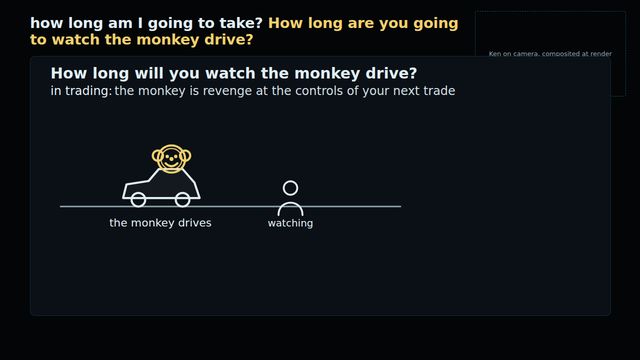 how long am I going to take? How long are you going
to watch the monkey drive?
Ken on camera, composited at render
How long will you watch the monkey drive?
in trading: the monkey is revenge at the controls of your next trade
the monkey drives
watching